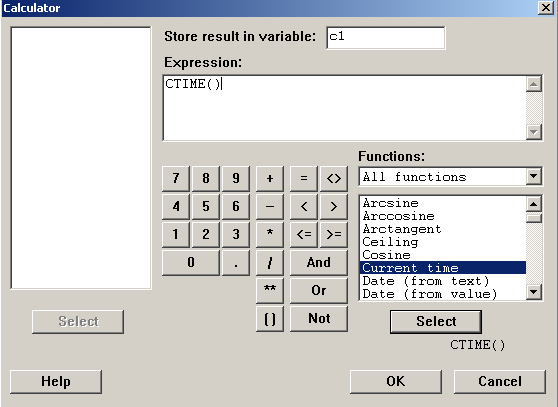 Calculator
Store result in variable: c1
Expression:
CTIME()
Functions:
All functions
7 8 9 + = <>
4 5 6 – < >
1 2 3 * <= >=
0 . / And
** Or
() Not
Arcsine
Arccosine
Arctangent
Ceiling
Cosine
Current time
Date (from text)
Date (from value)
Select
Select
CTIME()
Help
OK
Cancel